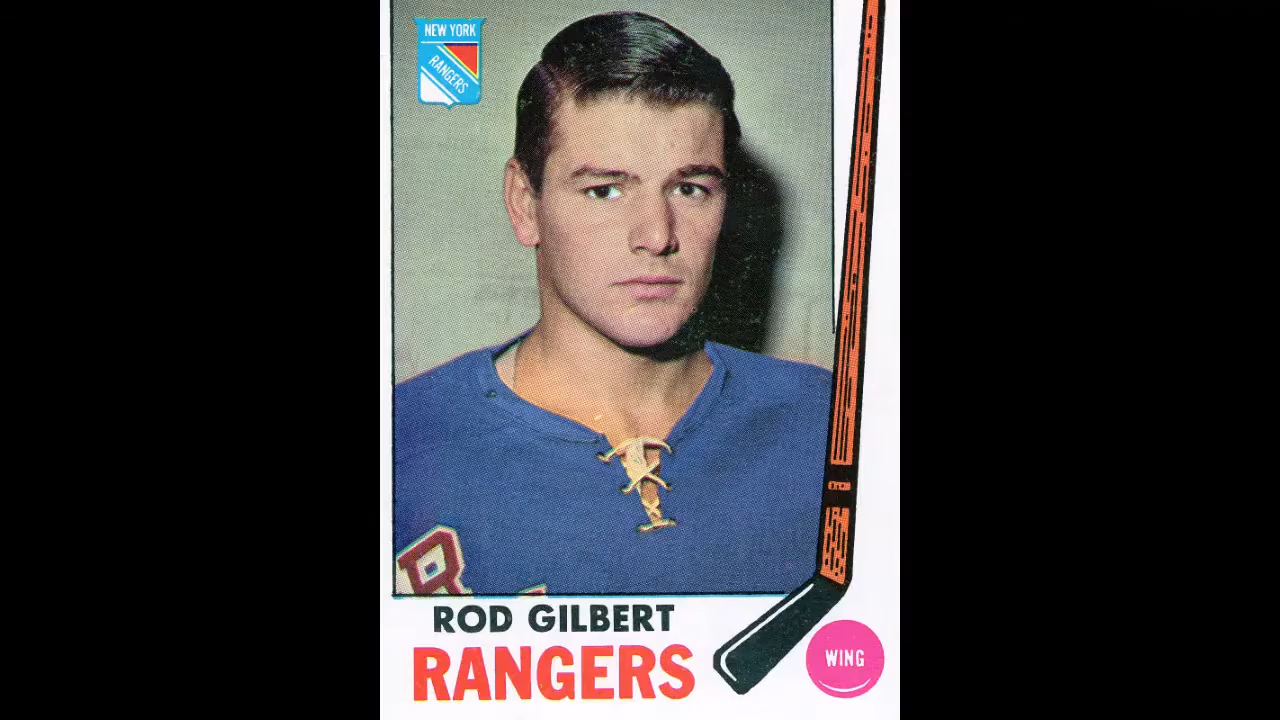 NEW YORK
RANGERS
R
ROD GILBERT
RANGERS
WING